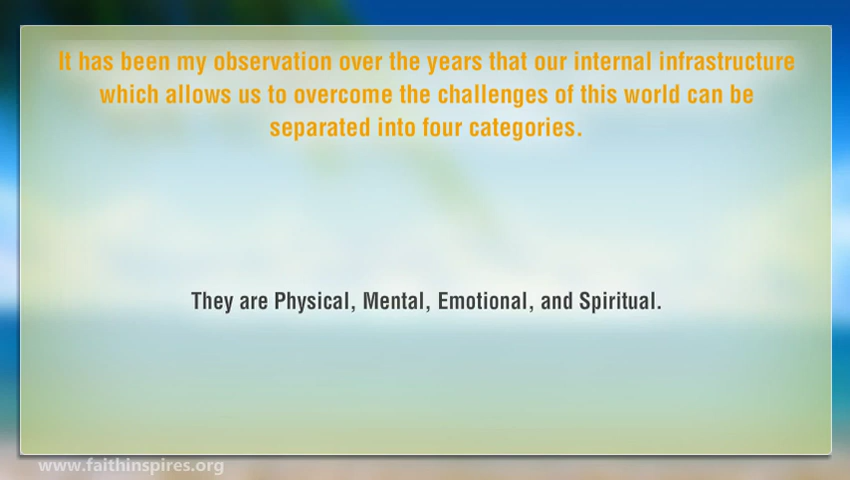 It has been my observation over the years that our internal infrastructure
which allows us to overcome the challenges of this world can be
separated into four categories.
They are Physical, Mental, Emotional, and Spiritual.
www.faithinspires.org